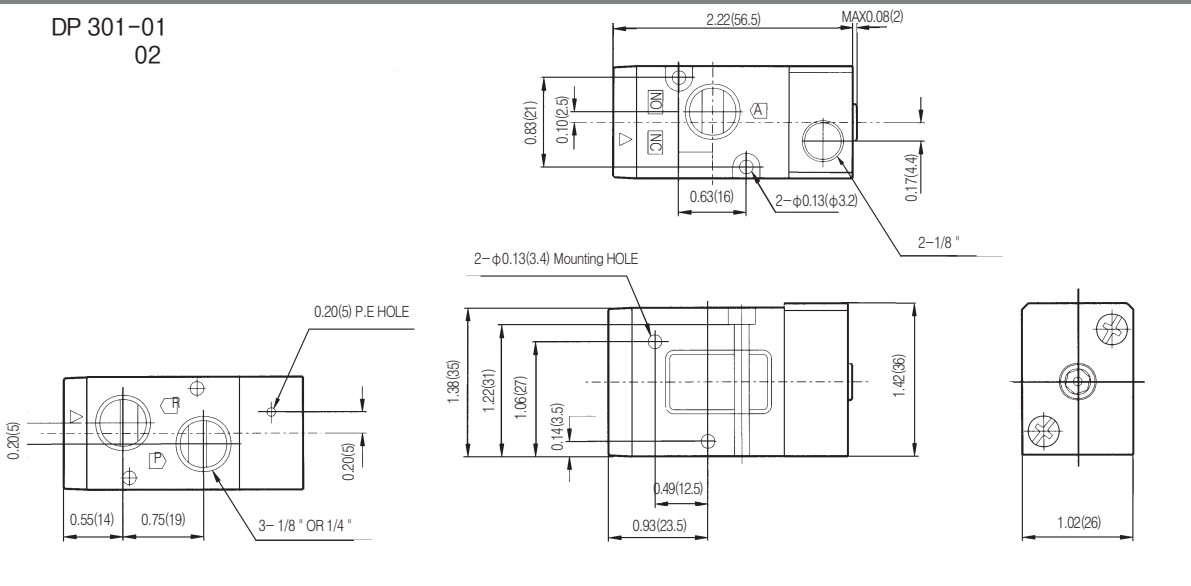 DP 301-01
02
2.22(56.5)
MAX0.08(2)
0.83(21)
0.10(2.5)
NO
NC
A
0.17(4.4)
0.63(16)
2-φ0.13(φ3.2)
2-1/8 "
2-φ0.13(3.4) Mounting HOLE
0.20(5) P.E HOLE
R
P
0.20(5)
0.20(5)
0.55(14)
0.75(19)
3- 1/8 " OR 1/4 "
1.38(35)
1.22(31)
1.06(27)
0.14(3.5)
0.49(12.5)
0.93(23.5)
1.42(36)
1.02(26)